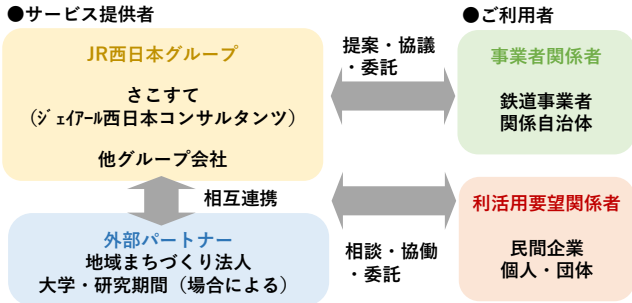 ●サービス提供者
JR西日本グループ
さこすて
(ｼﾞｪｲｱｰﾙ西日本コンサルタンツ)
他グループ会社
相互連携
外部パートナー
地域まちづくり法人
大学・研究期間（場合による）
提案・協議
・委託
相談・協働
・委託
●ご利用者
事業者関係者
鉄道事業者
関係自治体
利活用要望関係者
民間企業
個人・団体